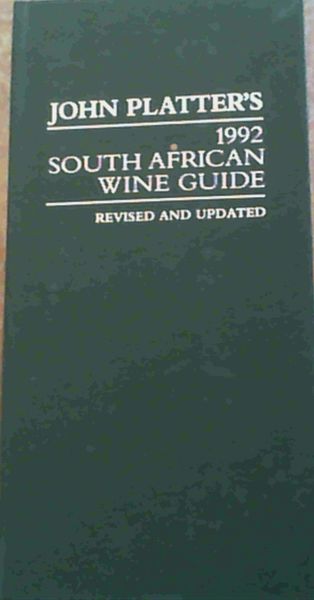 JOHN PLATTER'S
1992
SOUTH AFRICAN
WINE GUIDE
REVISED AND UPDATED